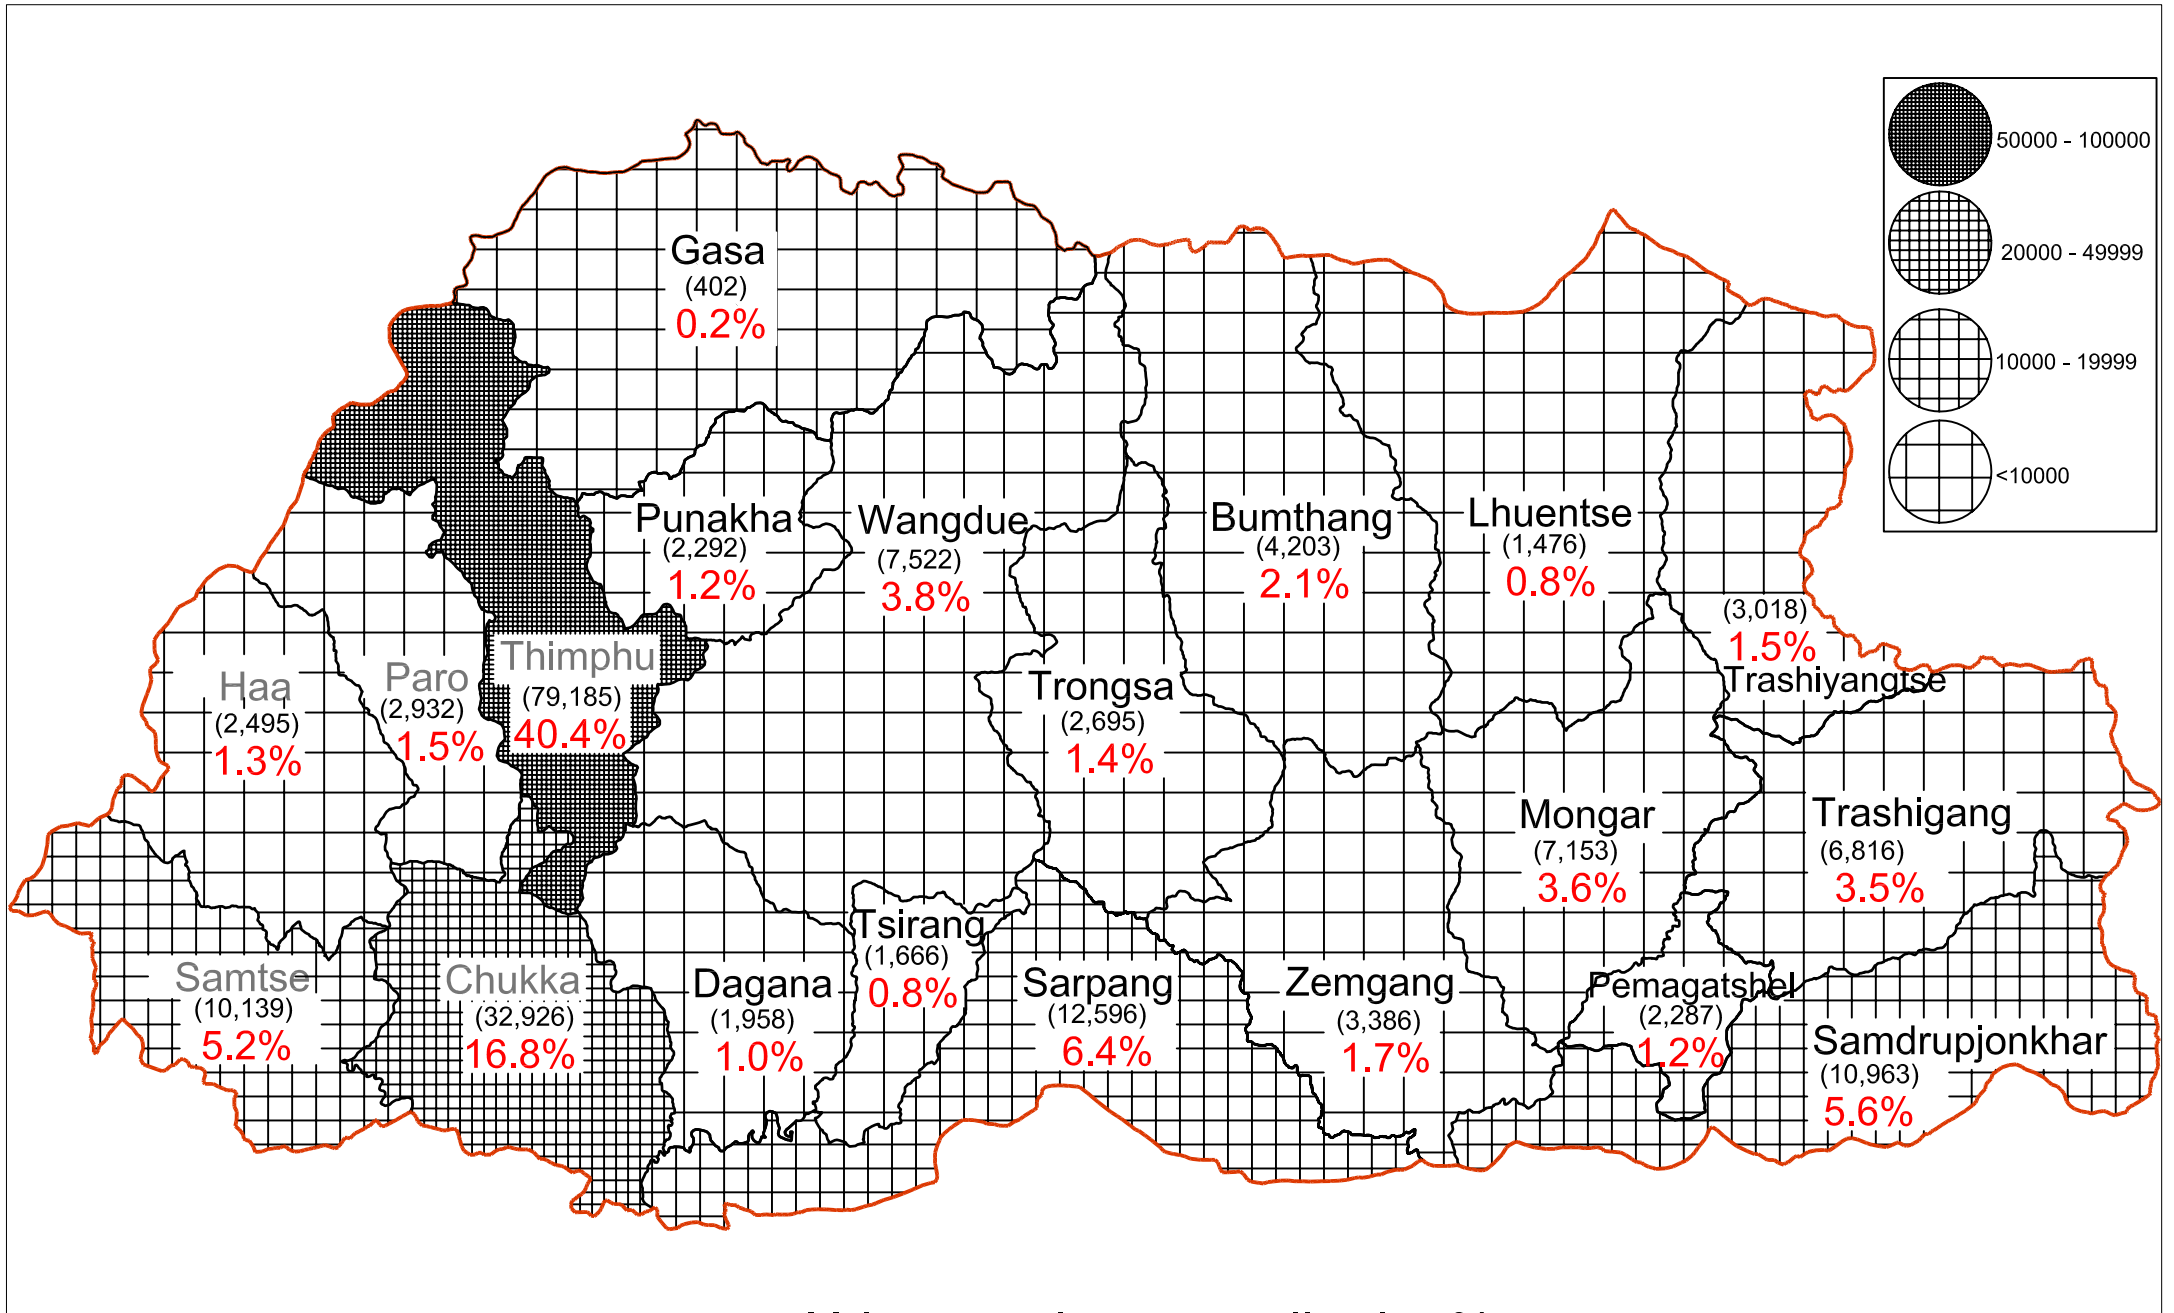 50000 - 100000
20000 - 49999
10000 - 19999
<10000
Gasa
(402)
0.2%
Punakha
(2,292)
1.2%
Wangdue
(7,522)
3.8%
Bumthang
(4,203)
2.1%
Lhuentse
(1,476)
0.8%
(3,018)
1.5%
Trashiyangtse
Haa
(2,495)
1.3%
Paro
(2,932)
1.5%
Thimphu
(79,185)
40.4%
Trongsa
(2,695)
1.4%
Mongar
(7,153)
3.6%
Trashigang
(6,816)
3.5%
Samtse
(10,139)
5.2%
Chukka
(32,926)
16.8%
Dagana
(1,958)
1.0%
Tsirang
(1,666)
0.8%
Sarpang
(12,596)
6.4%
Zemgang
(3,386)
1.7%
Pemagatshel
(2,287)
1.2%
Samdrupjonkhar
(10,963)
5.6%